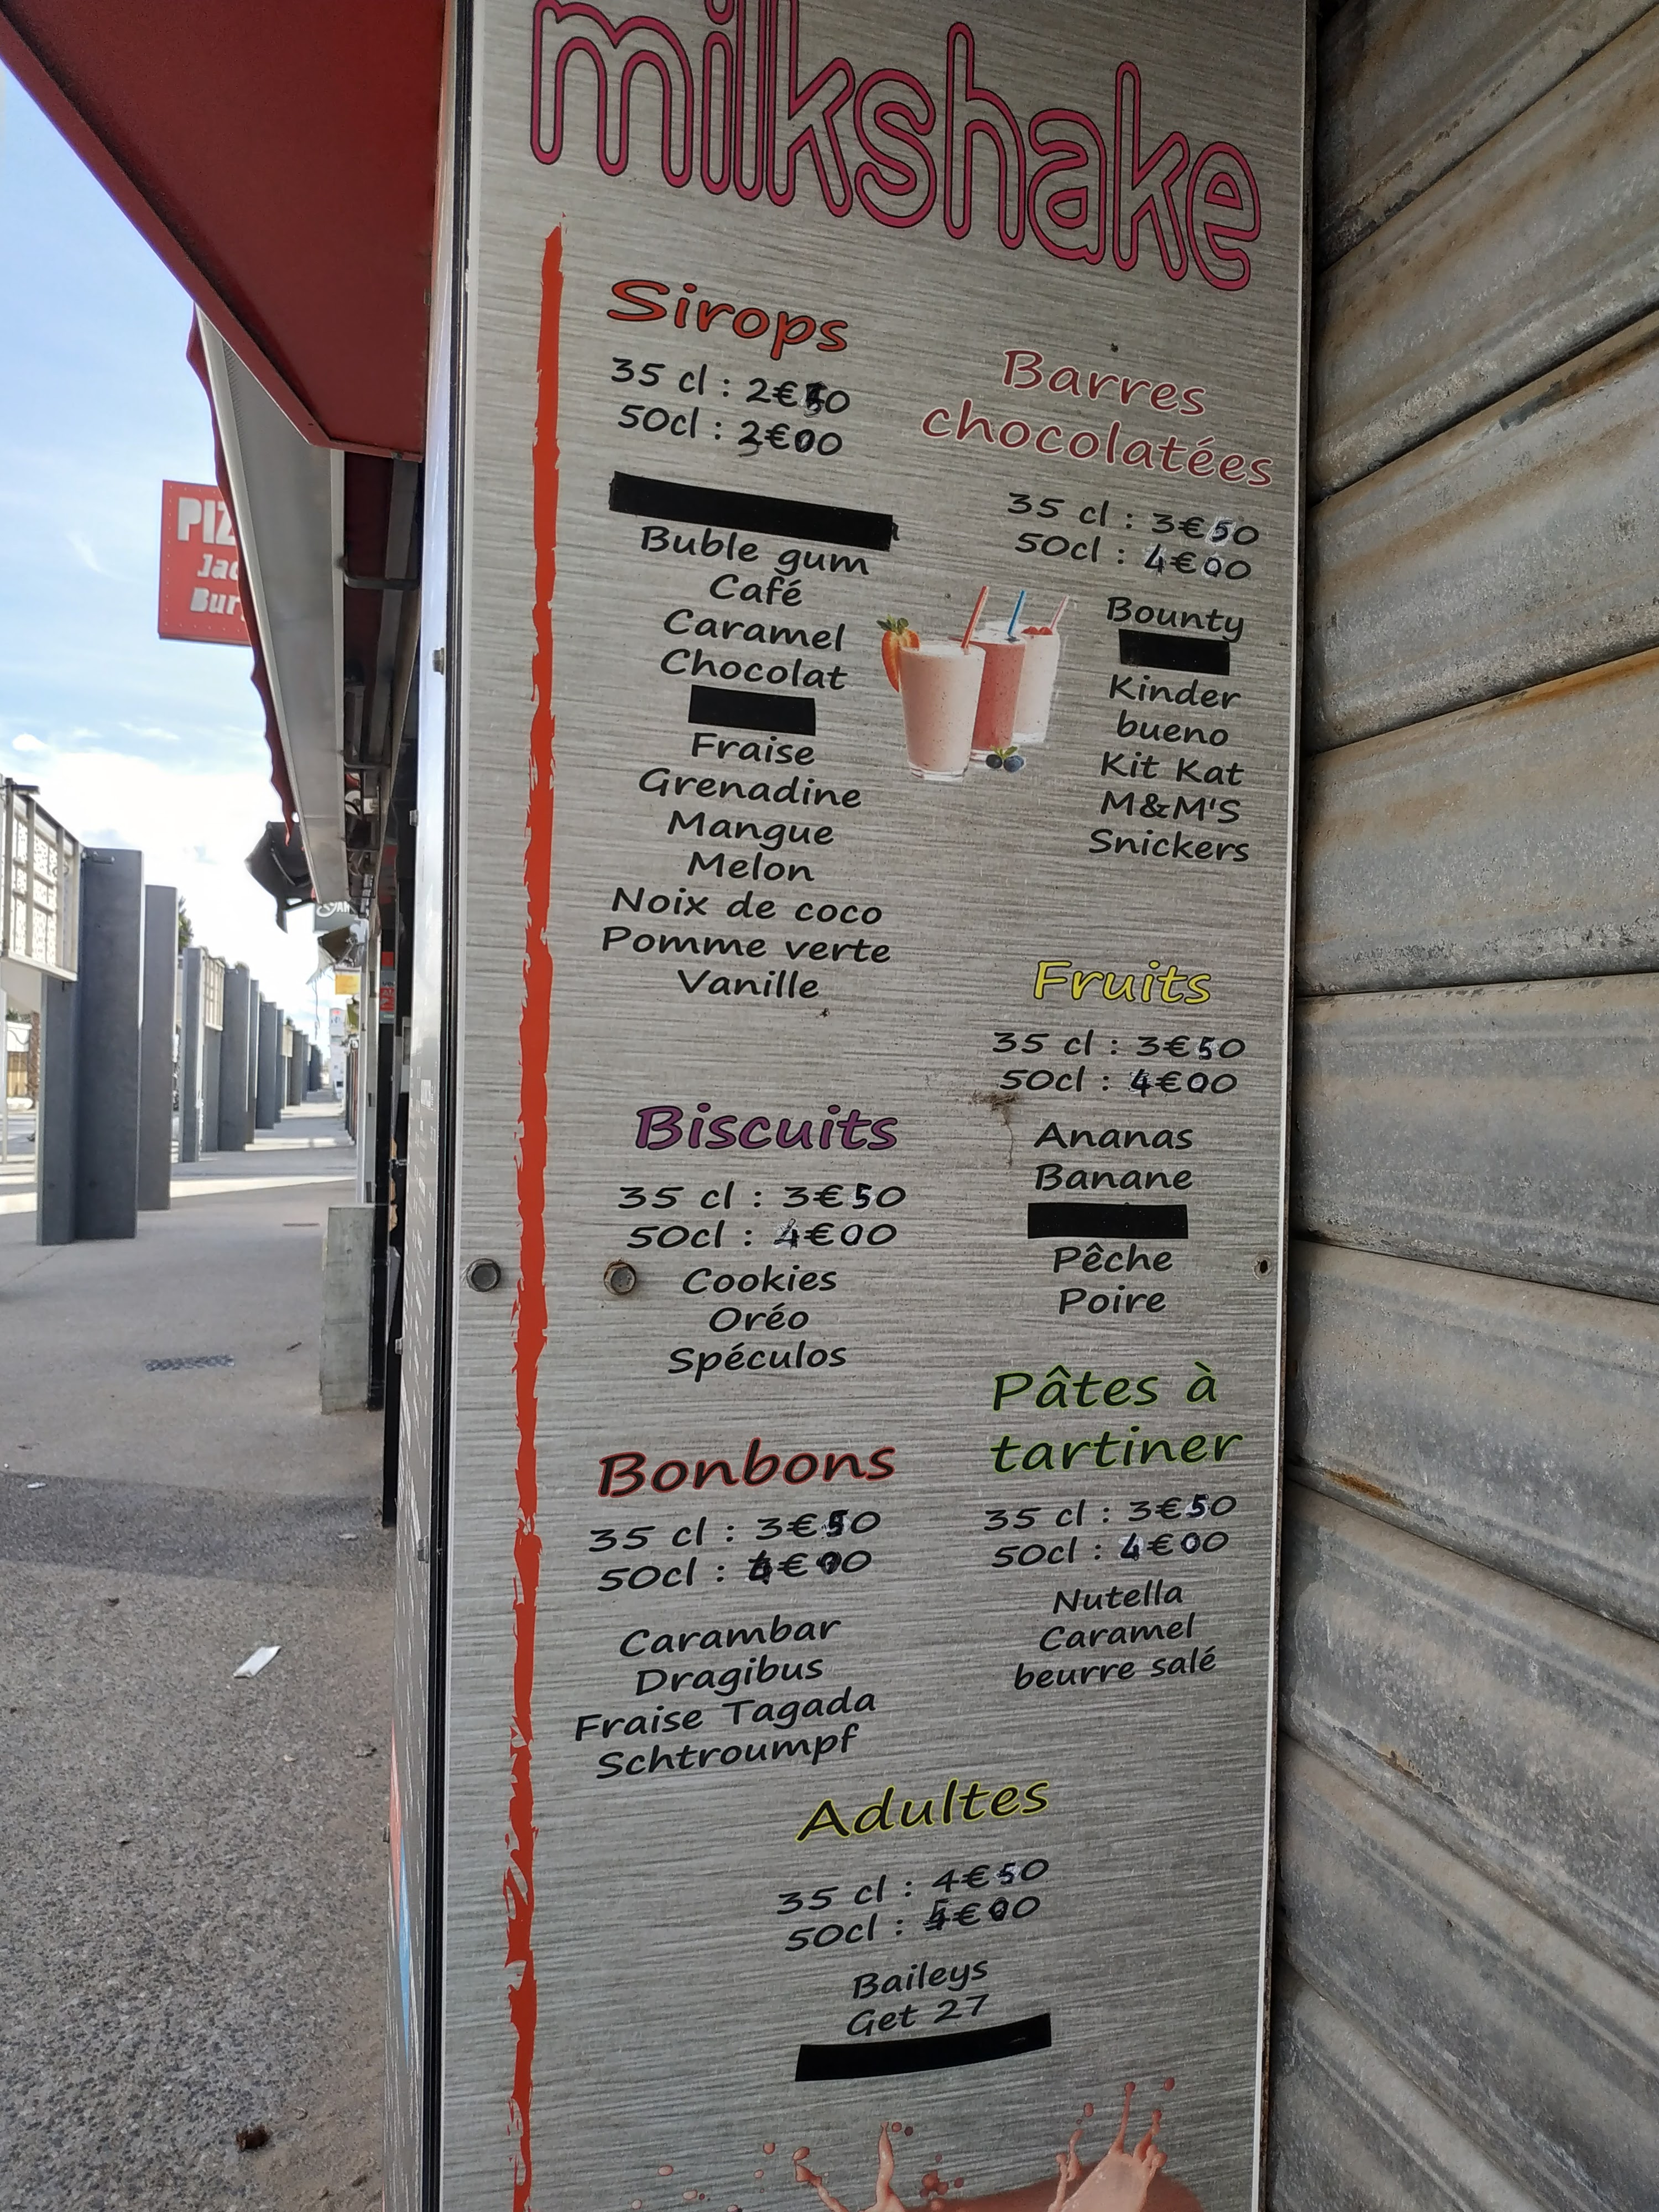 milkshake
Sirops
35 cl : 2€50
50cl : 3€00
Buble gum
Café
Caramel
Chocolat
Fraise
Grenadine
Mangue
Melon
Noix de coco
Pomme verte
Vanille
Barres
chocolatées
35 cl : 3€50
50cl : 4€00
Bounty
Kinder
bueno
Kit Kat
M&M'S
Snickers
Fruits
35 cl : 3€50
50cl : 4€00
Ananas
Banane
Pêche
Poire
Biscuits
35 cl : 3€50
50cl : 4€00
Cookies
Oréo
Spéculos
Pâtes à
tartiner
35 cl : 3€50
50cl : 4€00
Nutella
Caramel
beurre salé
Bonbons
35 cl : 3€50
50cl : 4€00
Carambar
Dragibus
Fraise Tagada
Schtroumpf
Adultes
35 cl : 4€50
50cl : 5€00
Baileys
Get 27
PIZ
Jac
Bur